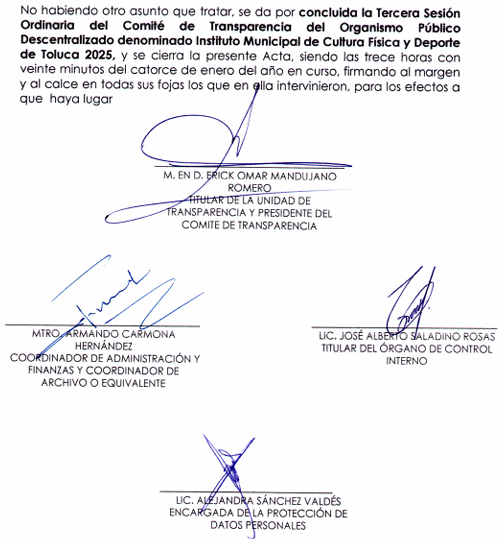 No habiendo otro asunto que tratar, se da por concluida la Tercera Sesión
Ordinaria del Comité de Transparencia del Organismo Público
Descentralizado denominado Instituto Municipal de Cultura Física y Deporte
de Toluca 2025, y se cierra la presente Acta, siendo las trece horas con
veinte minutos del catorce de enero del año en curso, firmando al margen
y al calce en todas sus fojas los que en ella intervinieron, para los efectos a
que haya lugar
M. EN D. ERICK OMAR MANDUJANO
ROMERO
TITULAR DE LA UNIDAD DE
TRANSPARENCIA Y PRESIDENTE DEL
COMITE DE TRANSPARENCIA
MTRO. ARMANDO CARMONA
HERNÁNDEZ
COORDINADOR DE ADMINISTRACIÓN Y
FINANZAS Y COORDINADOR DE
ARCHIVO O EQUIVALENTE
LIC. JOSÉ ALBERTO SALADINO ROSAS
TITULAR DEL ÓRGANO DE CONTROL
INTERNO
LIC. ALEJANDRA SÁNCHEZ VALDÉS
ENCARGADA DE LA PROTECCIÓN DE
DATOS PERSONALES